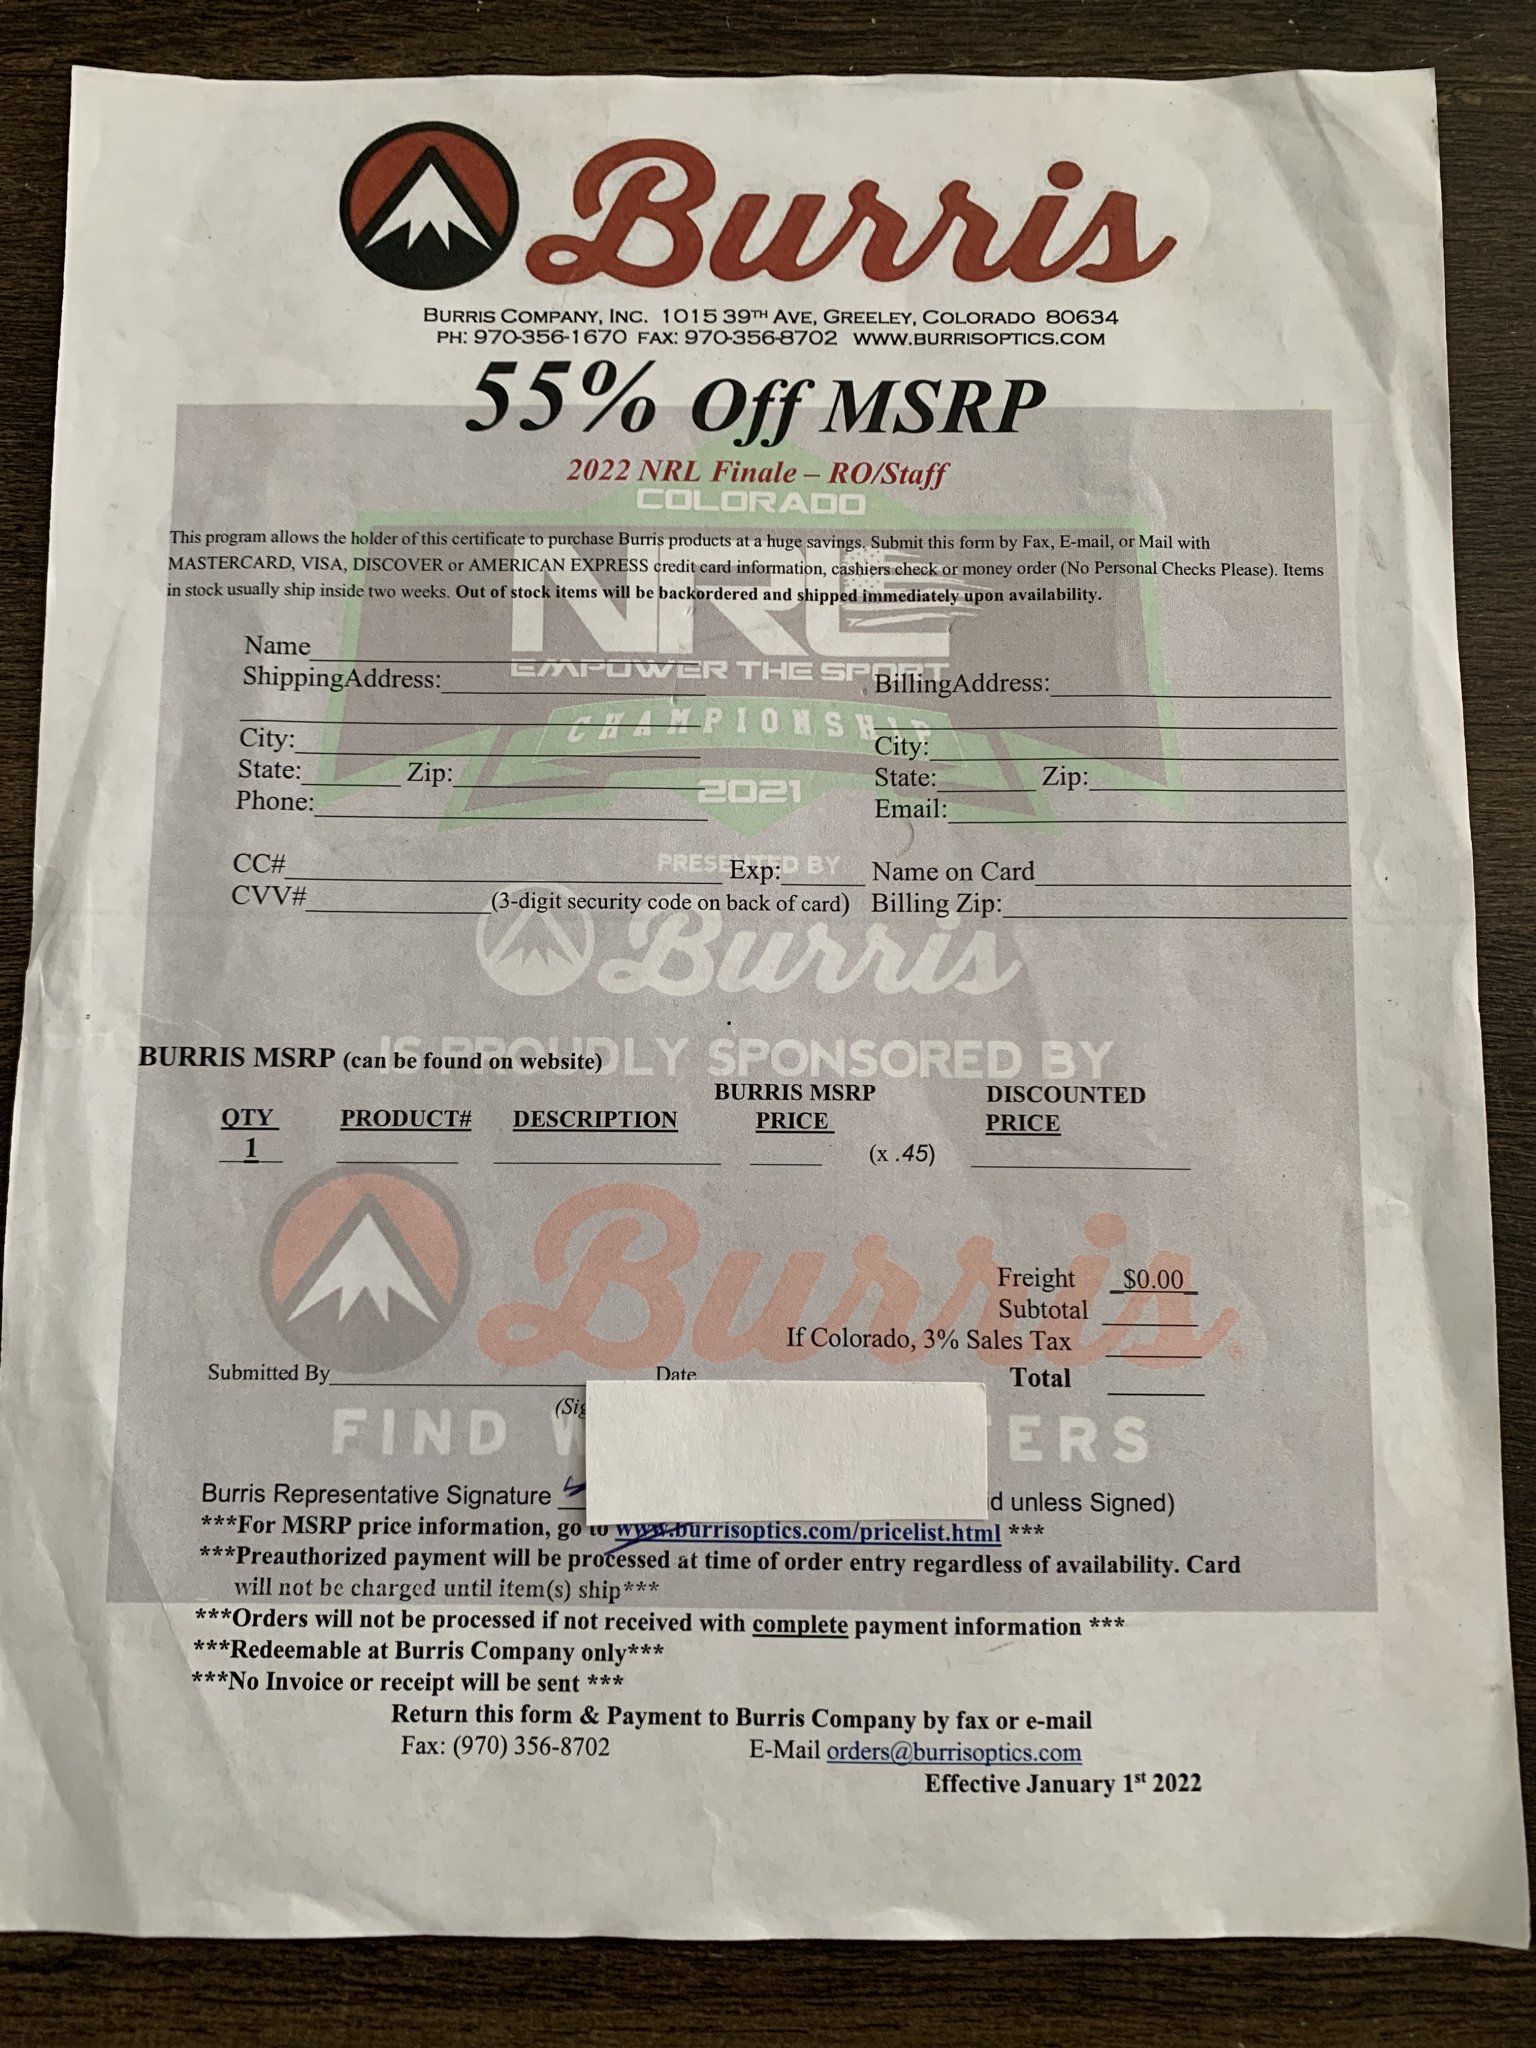 Burris
BURRIS COMPANY, INC. 1015 39TH AVE, GREELEY, COLORADO 80634
PH: 970-356-1670 FAX: 970-356-8702 WWW.BURRISOPTICS.COM
55% Off MSRP
2022 NRL Finale – RO/Staff
COLORADO
This program allows the holder of this certificate to purchase Burris products at a huge savings. Submit this form by Fax, E-mail, or Mail with
MASTERCARD, VISA, DISCOVER or AMERICAN EXPRESS credit card information, cashiers check or money order (No Personal Checks Please). Items
in stock usually ship inside two weeks. Out of stock items will be backordered and shipped immediately upon availability.
NRL
Name
EMPOWER THE SPORT
ShippingAddress: BillingAddress:
CHAMPIONSHIP
City: City:
State: Zip: State: Zip:
2021
Phone: Email:
PRESENTED BY
CC# Exp: Name on Card
CVV# (3-digit security code on back of card) Billing Zip:
Burris
IS PROUDLY SPONSORED BY
BURRIS MSRP (can be found on website)
BURRIS MSRP DISCOUNTED
QTY PRODUCT# DESCRIPTION PRICE PRICE
1 (x .45)
Burris
Freight $0.00
Subtotal
If Colorado, 3% Sales Tax
Submitted By Date Total
FIND
Burris Representative Signature unless Signed)
***For MSRP price information, go to www.burrisoptics.com/pricelist.html ***
***Preauthorized payment will be processed at time of order entry regardless of availability. Card
will not be charged until item(s) ship***
***Orders will not be processed if not received with complete payment information ***
***Redeemable at Burris Company only***
***No Invoice or receipt will be sent ***
Return this form & Payment to Burris Company by fax or e-mail
Fax: (970) 356-8702 E-Mail orders@burrisoptics.com
Effective January 1st 2022